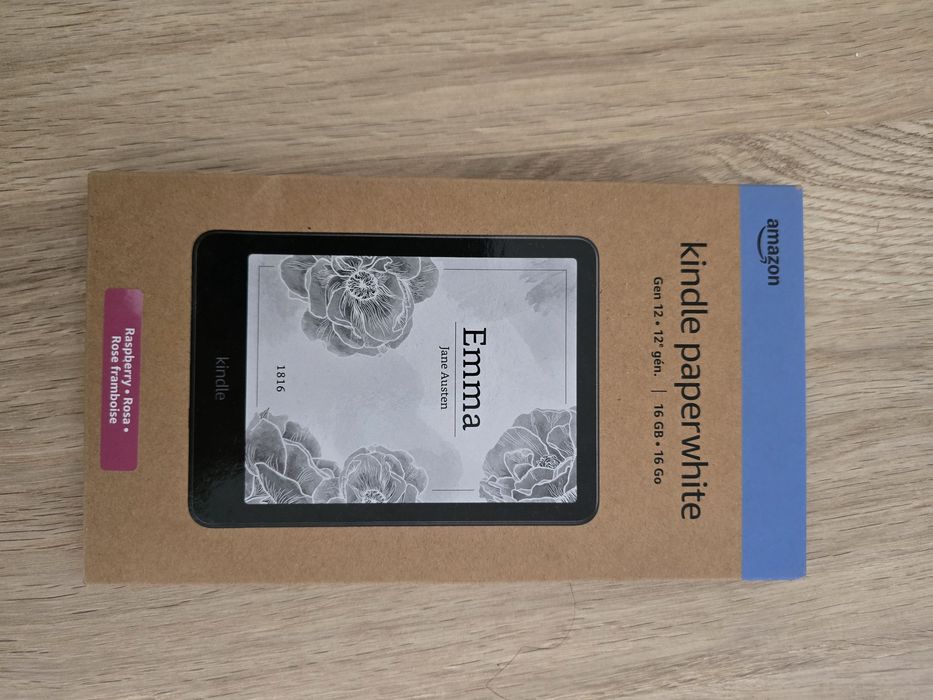 amazon
kindle paperwhite
Gen 12 • 12ᵉ gén. | 16 GB • 16 Go
Emma
Jane Austen
1816
kindle
Raspberry • Rosa •
Rose framboise